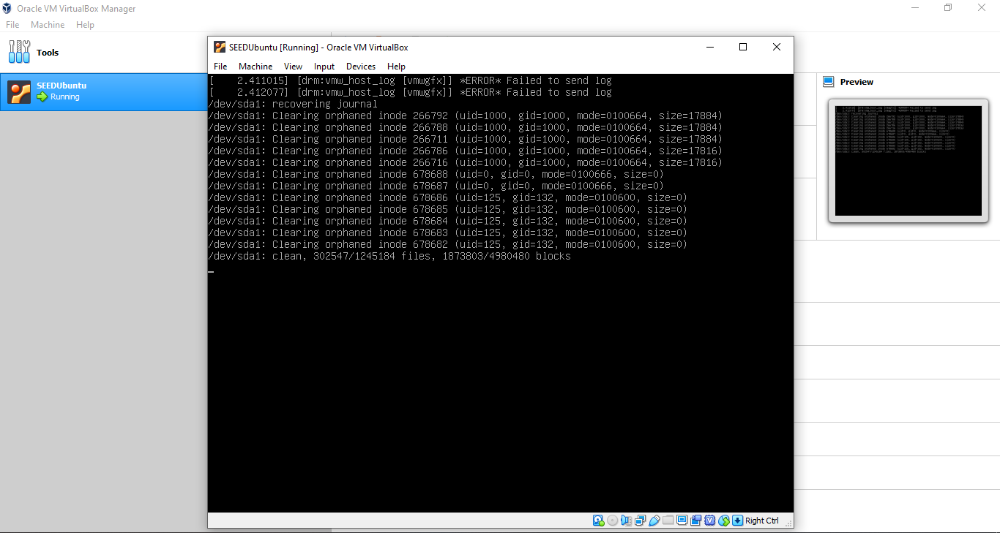 Oracle VM VirtualBox Manager
File Machine Help
Tools
SEEDUbuntu
Running
SEEDUbuntu [Running] - Oracle VM VirtualBox
File Machine View Input Devices Help
[    2.411015] [drm:vmw_host_log [vmwgfx]] *ERROR* Failed to send log
[    2.412077] [drm:vmw_host_log [vmwgfx]] *ERROR* Failed to send log
/dev/sda1: recovering journal
/dev/sda1: Clearing orphaned inode 266792 (uid=1000, gid=1000, mode=0100664, size=17884)
/dev/sda1: Clearing orphaned inode 266788 (uid=1000, gid=1000, mode=0100664, size=17884)
/dev/sda1: Clearing orphaned inode 266711 (uid=1000, gid=1000, mode=0100664, size=17884)
/dev/sda1: Clearing orphaned inode 266786 (uid=1000, gid=1000, mode=0100664, size=17816)
/dev/sda1: Clearing orphaned inode 266716 (uid=1000, gid=1000, mode=0100664, size=17816)
/dev/sda1: Clearing orphaned inode 678688 (uid=0, gid=0, mode=0100666, size=0)
/dev/sda1: Clearing orphaned inode 678687 (uid=0, gid=0, mode=0100666, size=0)
/dev/sda1: Clearing orphaned inode 678686 (uid=125, gid=132, mode=0100600, size=0)
/dev/sda1: Clearing orphaned inode 678685 (uid=125, gid=132, mode=0100600, size=0)
/dev/sda1: Clearing orphaned inode 678684 (uid=125, gid=132, mode=0100600, size=0)
/dev/sda1: Clearing orphaned inode 678683 (uid=125, gid=132, mode=0100600, size=0)
/dev/sda1: Clearing orphaned inode 678682 (uid=125, gid=132, mode=0100600, size=0)
/dev/sda1: clean, 302547/1245184 files, 1873803/4980480 blocks
Right Ctrl
Preview